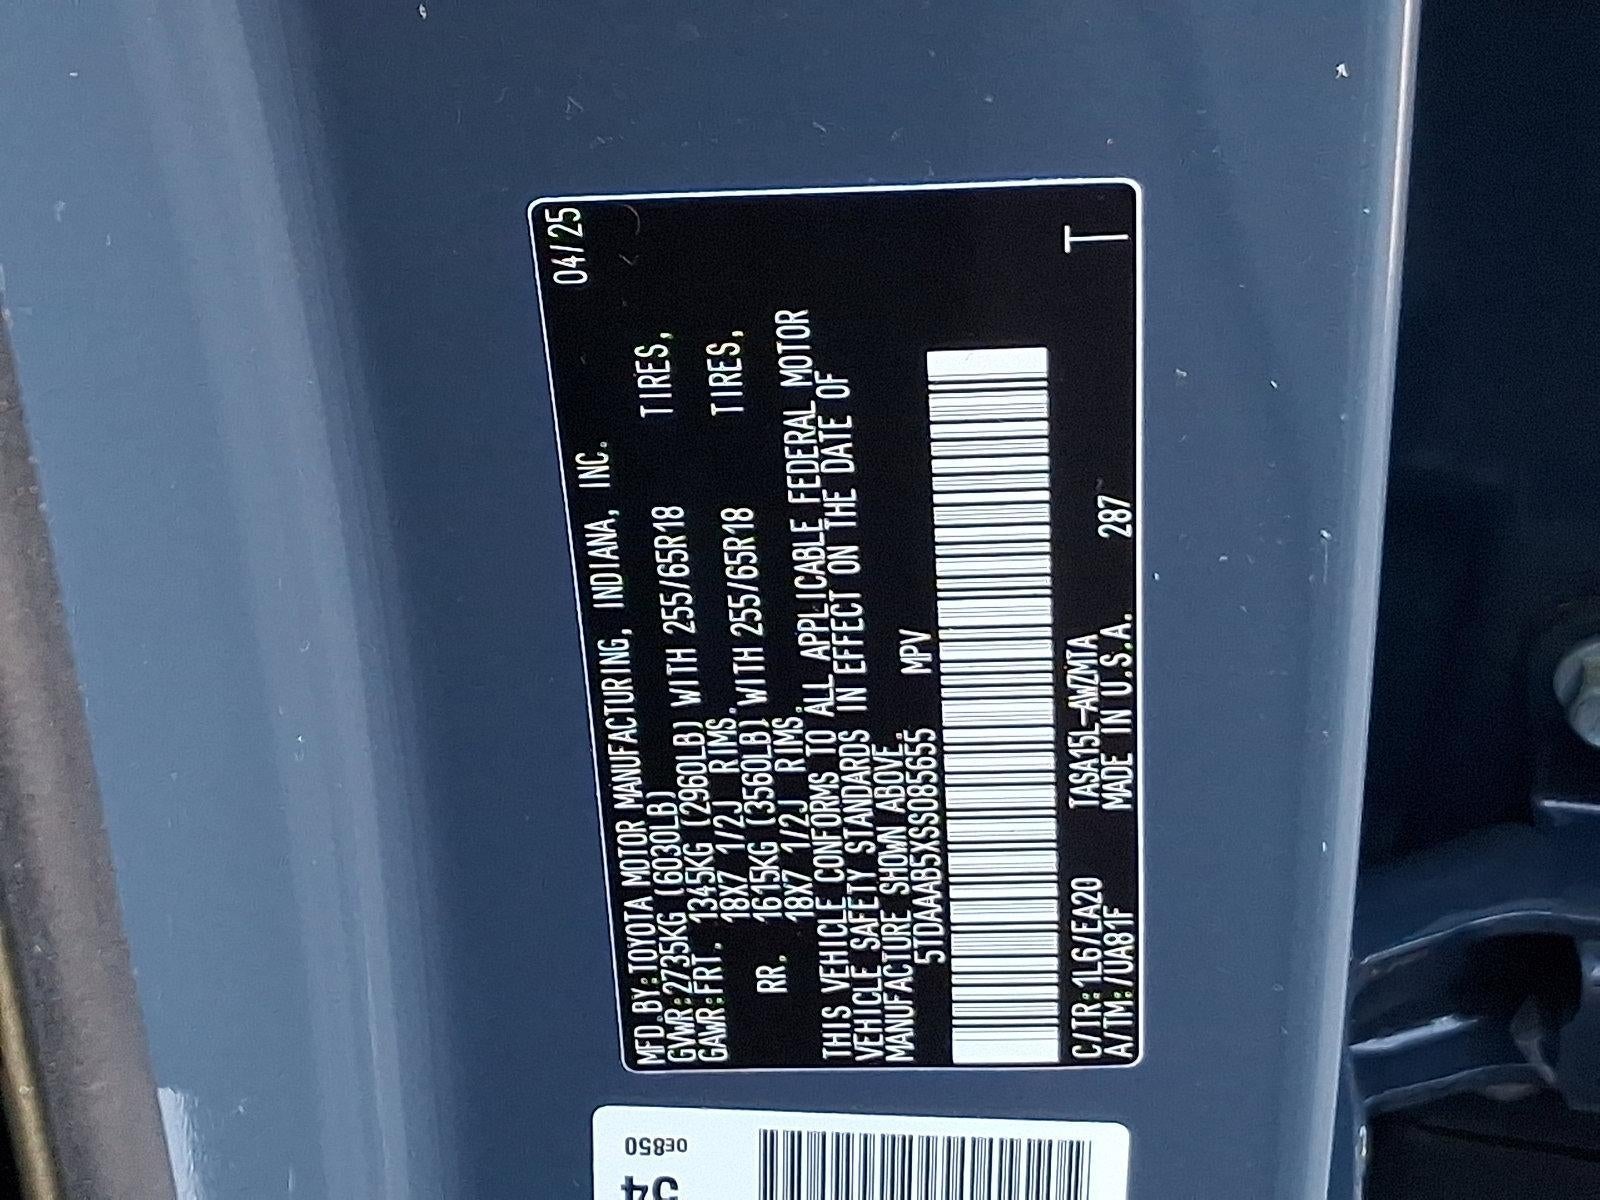 MFD.BY:TOYOTA MOTOR MANUFACTURING, INDIANA, INC. 04/25
GVWR:2735KG (6030LB)
GAWR:FRT. 1345KG (2960LB) WITH 255/65R18 TIRES,
18X7 1/2J RIMS.
RR. 1615KG (3560LB) WITH 255/65R18 TIRES,
18X7 1/2J RIMS.
THIS VEHICLE CONFORMS TO ALL APPLICABLE FEDERAL MOTOR
VEHICLE SAFETY STANDARDS IN EFFECT ON THE DATE OF
MANUFACTURE SHOWN ABOVE.
5TDAAAB5XSS085655 MPV
C/TR:1L6/EA20 TASA15L-AWZMTA T
A/TM:/UA81F MADE IN U.S.A. 287
0E850
54